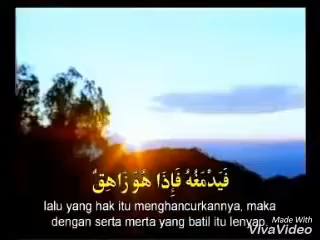 فَيَدْمَغُهُ فَإِذَا هُوَ زَاهِقٌ
lalu yang hak itu menghancurkannya, maka
dengan serta merta yang batil itu lenyap
Made With
VivaVideo